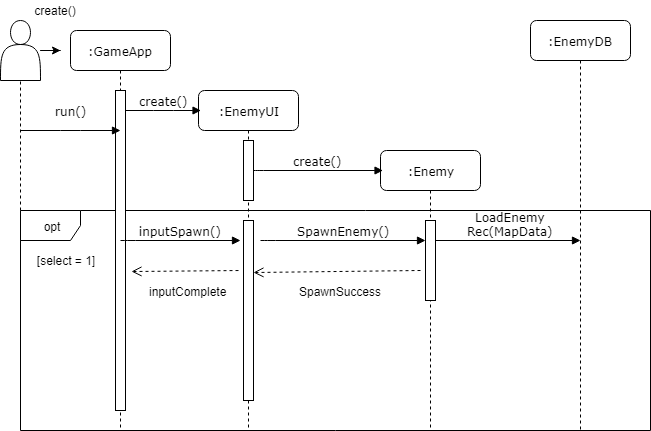 create()
:GameApp
:EnemyDB
run()
create()
:EnemyUI
create()
:Enemy
opt
[select = 1]
inputSpawn()
SpawnEnemy()
LoadEnemy
Rec(MapData)
inputComplete
SpawnSuccess